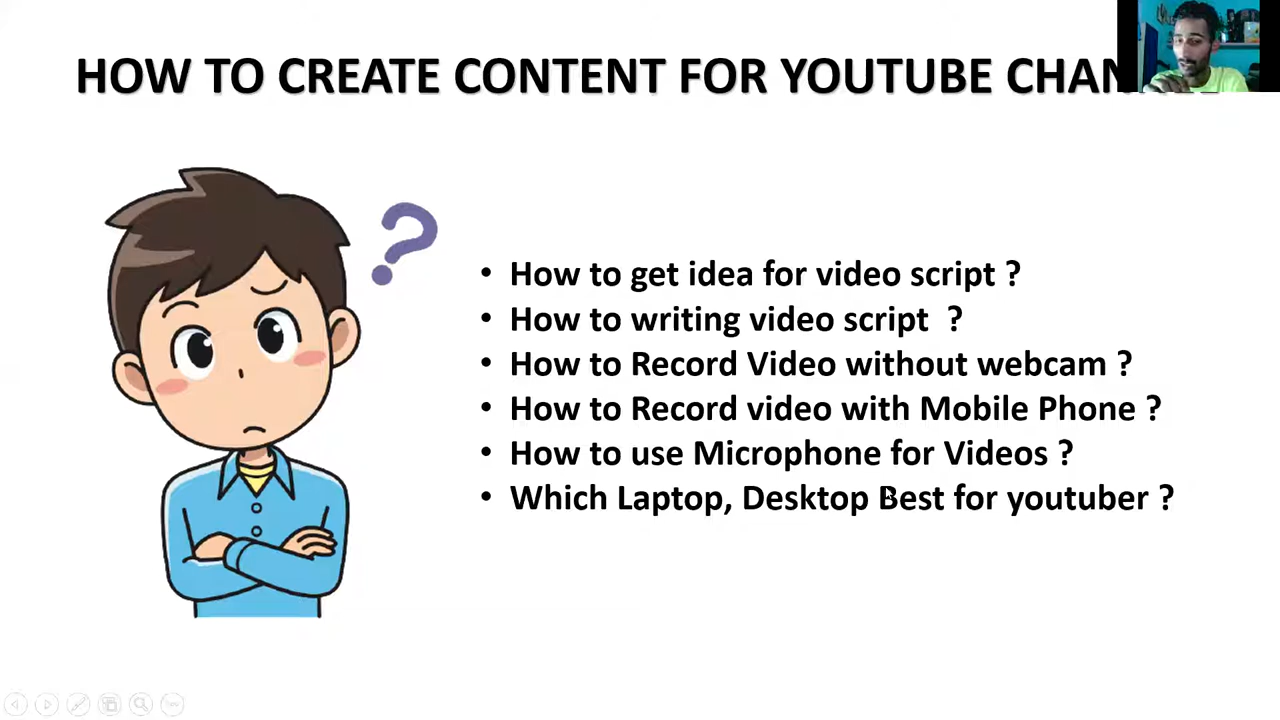 HOW TO CREATE CONTENT FOR YOUTUBE
• How to get idea for video script ?
• How to writing video script ?
• How to Record Video without webcam ?
• How to Record video with Mobile Phone ?
• How to use Microphone for Videos ?
• Which Laptop, Desktop Best for youtuber ?